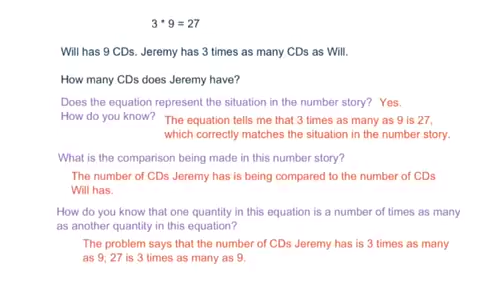 3 * 9 = 27
Will has 9 CDs. Jeremy has 3 times as many CDs as Will.
How many CDs does Jeremy have?
Does the equation represent the situation in the number story? Yes.
How do you know? The equation tells me that 3 times as many as 9 is 27,
which correctly matches the situation in the number story.
What is the comparison being made in this number story?
The number of CDs Jeremy has is being compared to the number of CDs
Will has.
How do you know that one quantity in this equation is a number of times as many
as another quantity in this equation?
The problem says that the number of CDs Jeremy has is 3 times as many
as 9; 27 is 3 times as many as 9.